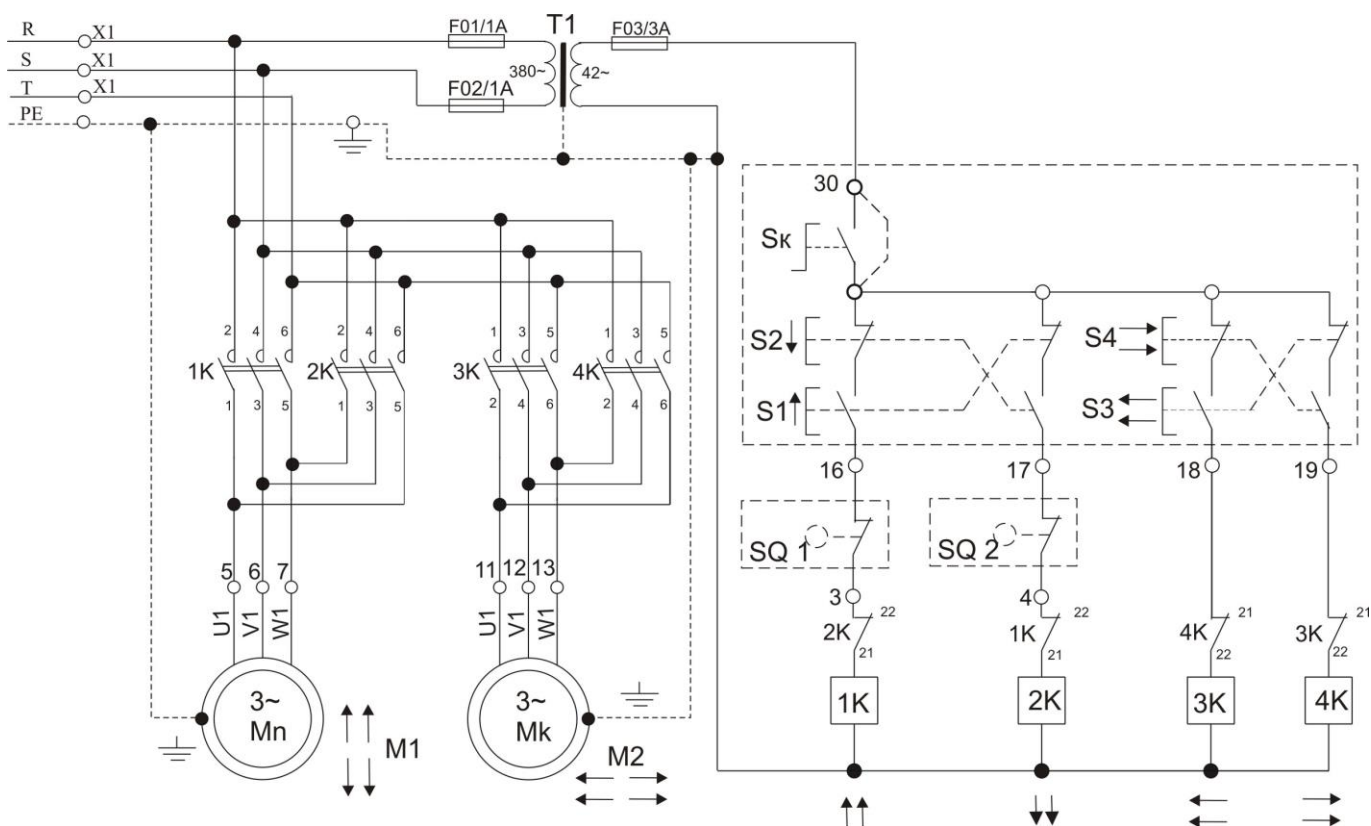 R X1
F01/1A
T1
F03/3A
S X1
380~ 42~
T X1
F02/1A
PE
30
Sк
2 4 6 2 4 6 1 3 5 1 3 5
S2 S4
1K 2K 3K 4K
1 3 5 1 3 5 2 4 6 2 4 6
S1 S3
16 17 18 19
SQ 1 SQ 2
5 6 7 11 12 13
3 4
U1 V1 W1 U1 V1 W1
2K 22 21
1K 22 21
4K 21 22
3K 21 22
3~
Mn
3~
Mk
1K 2K 3K 4K
M1
M2